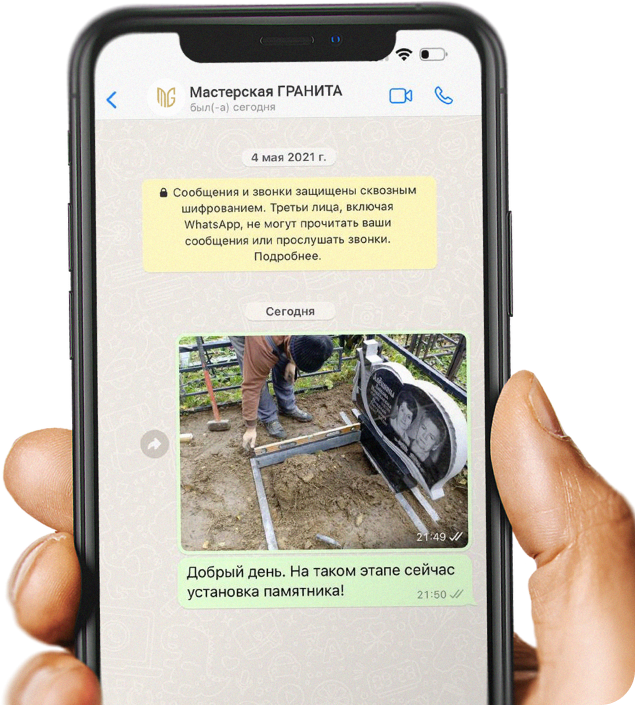 Мастерская ГРАНИТА
был(-а) сегодня
4 мая 2021 г.
Сообщения и звонки защищены сквозным
шифрованием. Третьи лица, включая
WhatsApp, не могут прочитать ваши
сообщения или прослушать звонки.
Подробнее.
Сегодня
21:49
Добрый день. На таком этапе сейчас
установка памятника!
21:50